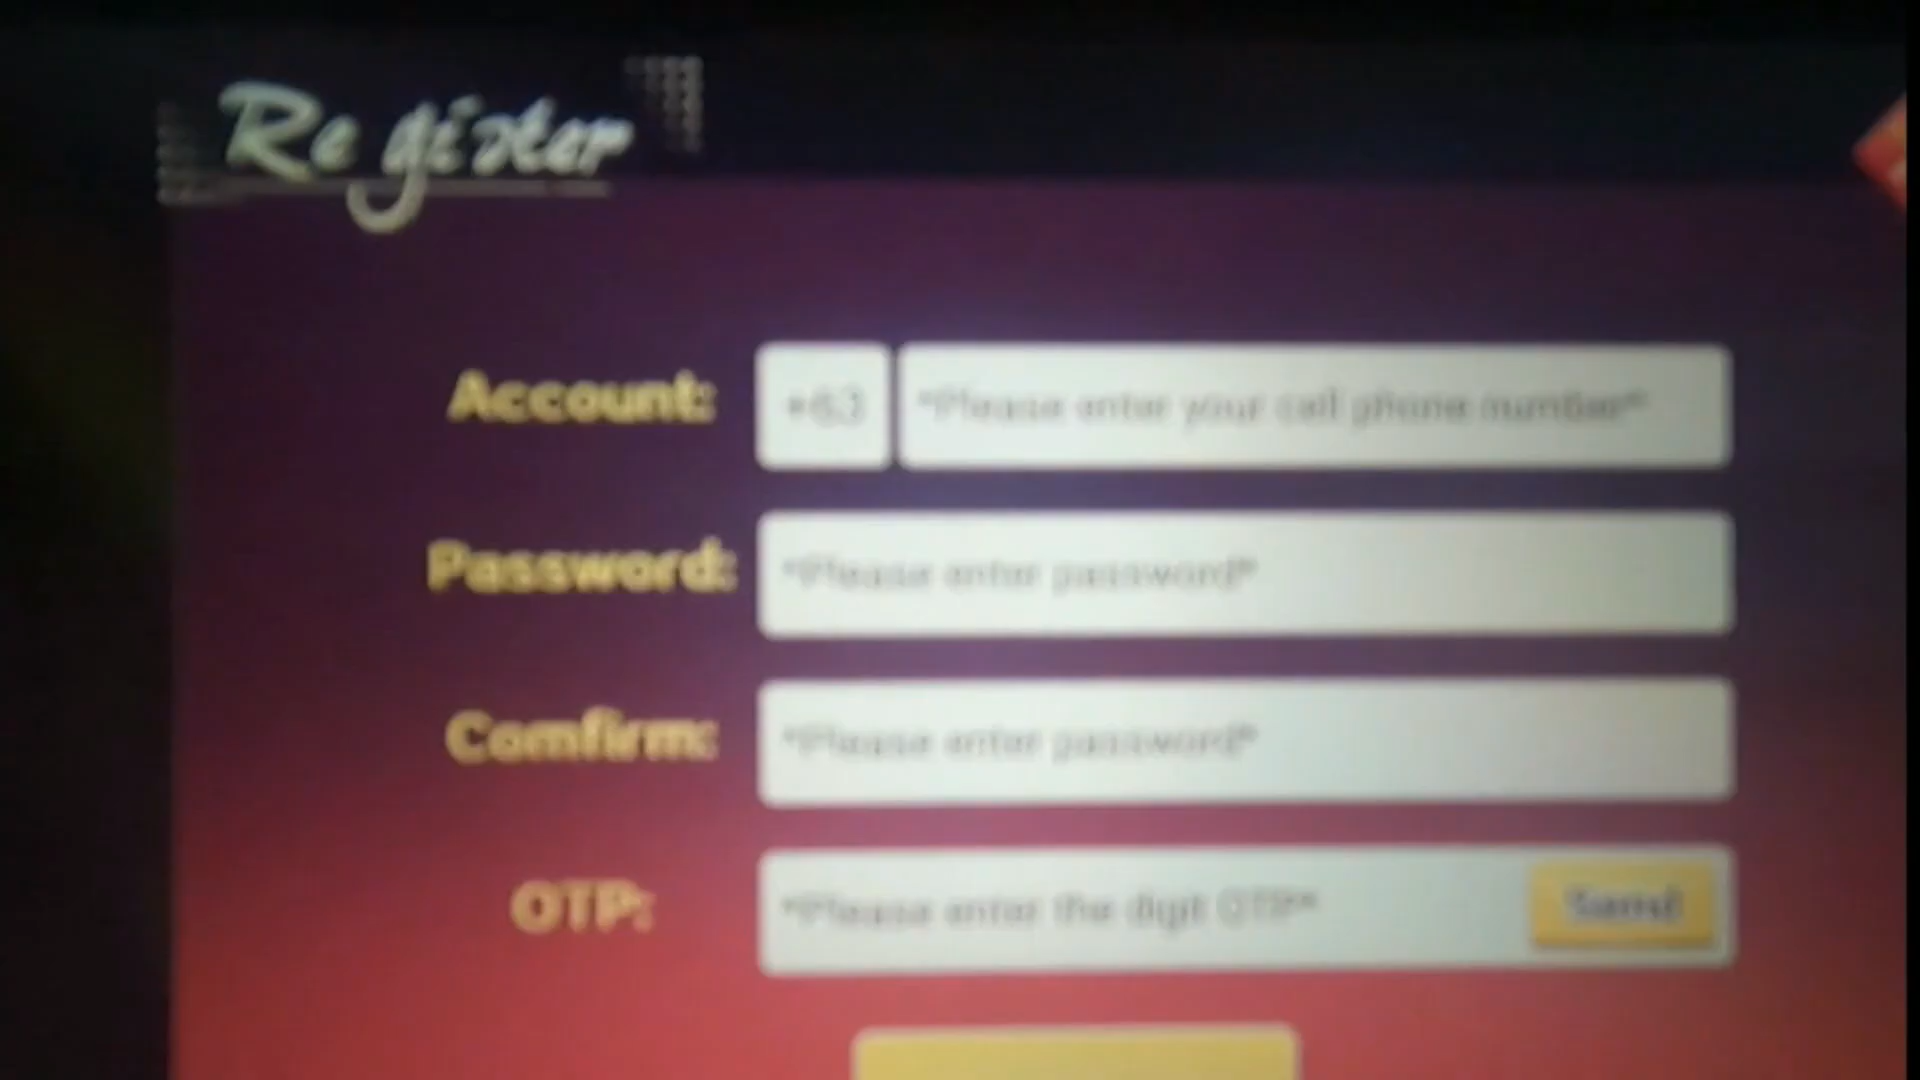 Register
Account: +63 *Please enter your cell phone number*
Password: *Please enter password*
Comfirm: *Please enter password*
OTP: *Please enter the digit OTP* Send